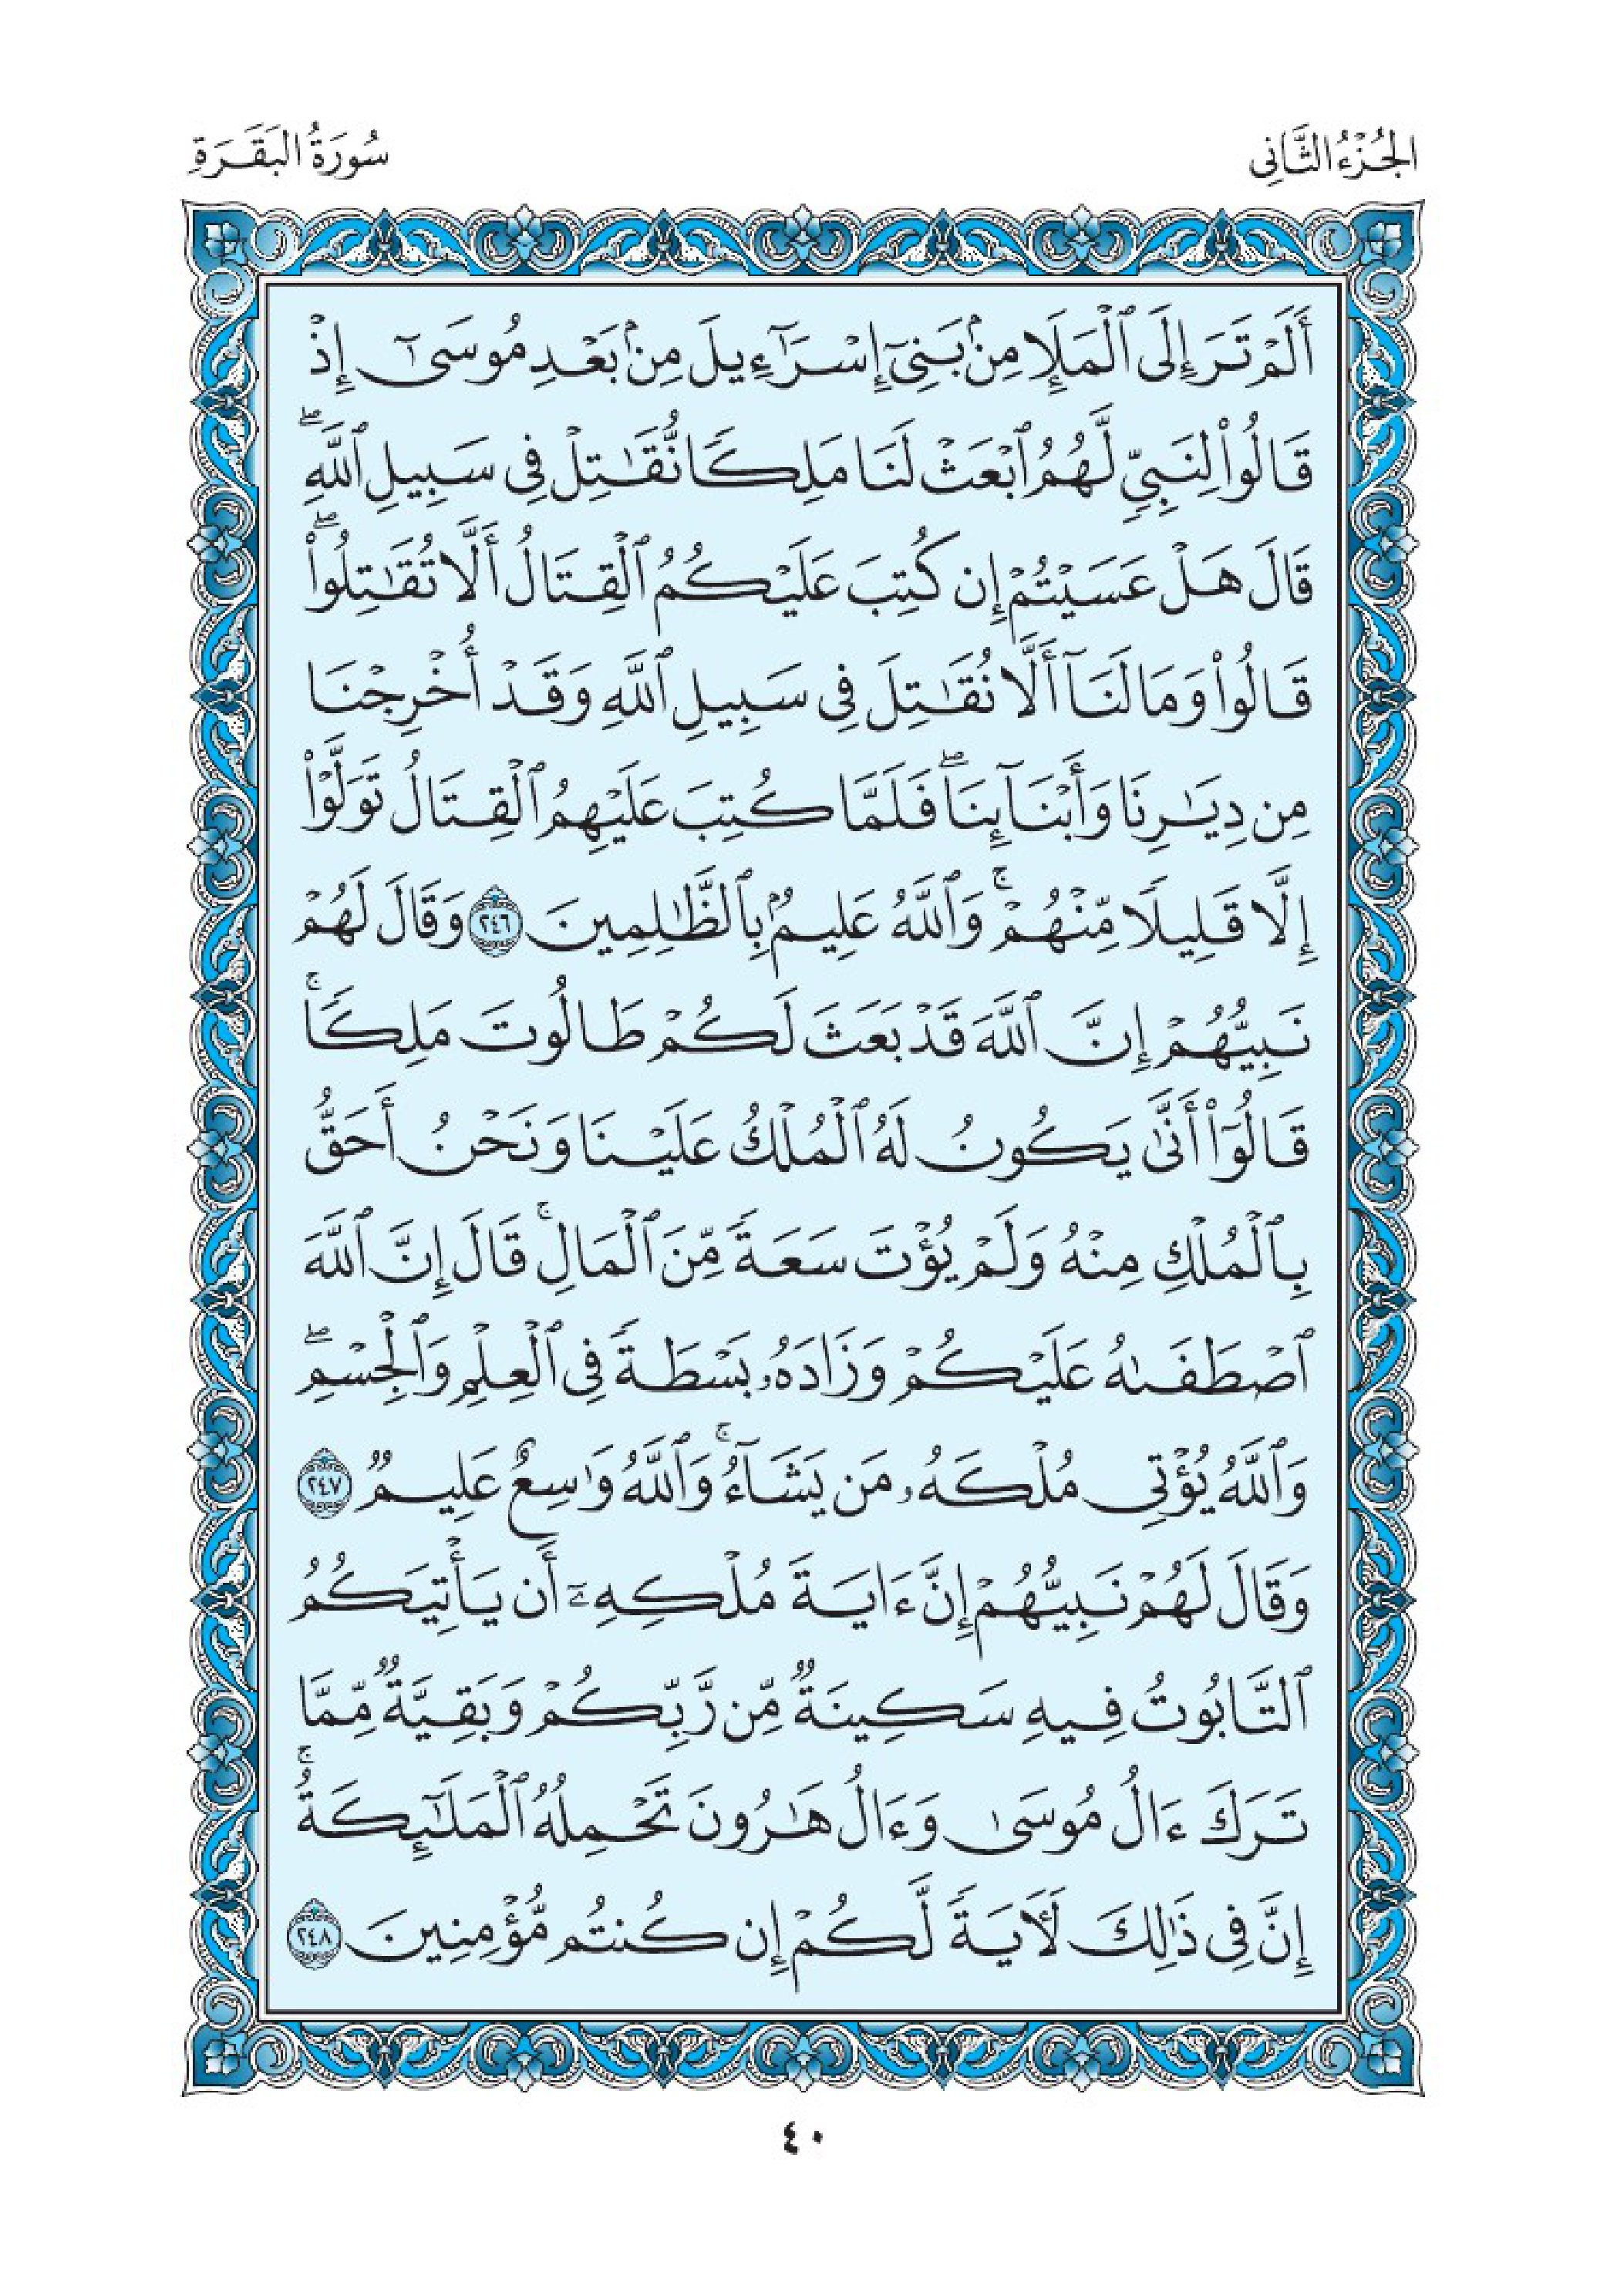 الجُزْءُ الثَّانِي
سُورَةُ البَقَرَةِ
أَلَمْ تَرَ إِلَى ٱلْمَلَإِ مِنۢ بَنِىٓ إِسْرَٰٓءِيلَ مِنۢ بَعْدِ مُوسَىٰٓ إِذْ
قَالُوا۟ لِنَبِىٍّ لَّهُمُ ٱبْعَثْ لَنَا مَلِكًا نُّقَٰتِلْ فِى سَبِيلِ ٱللَّهِ ۖ
قَالَ هَلْ عَسَيْتُمْ إِن كُتِبَ عَلَيْكُمُ ٱلْقِتَالُ أَلَّا تُقَٰتِلُوا۟ ۖ
قَالُوا۟ وَمَا لَنَآ أَلَّا نُقَٰتِلَ فِى سَبِيلِ ٱللَّهِ وَقَدْ أُخْرِجْنَا
مِن دِيَٰرِنَا وَأَبْنَآئِنَا ۖ فَلَمَّا كُتِبَ عَلَيْهِمُ ٱلْقِتَالُ تَوَلَّوْا۟
إِلَّا قَلِيلًا مِّنْهُمْ ۚ وَٱللَّهُ عَلِيمٌۢ بِٱلظَّٰلِمِينَ ٢٤٦ وَقَالَ لَهُمْ
نَبِيُّهُمْ إِنَّ ٱللَّهَ قَدْ بَعَثَ لَكُمْ طَالُوتَ مَلِكًا ۚ
قَالُوٓا۟ أَنَّىٰ يَكُونُ لَهُ ٱلْمُلْكُ عَلَيْنَا وَنَحْنُ أَحَقُّ
بِٱلْمُلْكِ مِنْهُ وَلَمْ يُؤْتَ سَعَةً مِّنَ ٱلْمَالِ ۚ قَالَ إِنَّ ٱللَّهَ
ٱصْطَفَىٰهُ عَلَيْكُمْ وَزَادَهُۥ بَسْطَةً فِى ٱلْعِلْمِ وَٱلْجِسْمِ ۖ
وَٱللَّهُ يُؤْتِى مُلْكَهُۥ مَن يَشَآءُ ۚ وَٱللَّهُ وَٰسِعٌ عَلِيمٌ ٢٤٧
وَقَالَ لَهُمْ نَبِيُّهُمْ إِنَّ ءَايَةَ مُلْكِهِۦٓ أَن يَأْتِيَكُمُ
ٱلتَّابُوتُ فِيهِ سَكِينَةٌ مِّن رَّبِّكُمْ وَبَقِيَّةٌ مِّمَّا
تَرَكَ ءَالُ مُوسَىٰ وَءَالُ هَٰرُونَ تَحْمِلُهُ ٱلْمَلَٰٓئِكَةُ ۚ
إِنَّ فِى ذَٰلِكَ لَءَايَةً لَّكُمْ إِن كُنتُم مُّؤْمِنِينَ ٢٤٨
٤٠